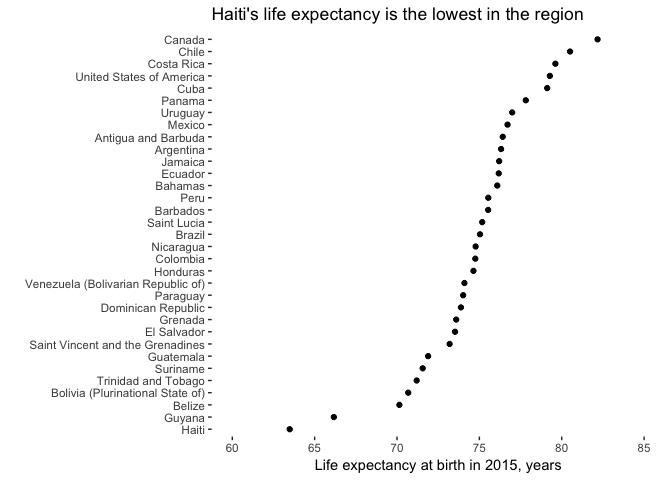 Haiti's life expectancy is the lowest in the region
Canada
Chile
Costa Rica
United States of America
Cuba
Panama
Uruguay
Mexico
Antigua and Barbuda
Argentina
Jamaica
Ecuador
Bahamas
Peru
Barbados
Saint Lucia
Brazil
Nicaragua
Colombia
Honduras
Venezuela (Bolivarian Republic of)
Paraguay
Dominican Republic
Grenada
El Salvador
Saint Vincent and the Grenadines
Guatemala
Suriname
Trinidad and Tobago
Bolivia (Plurinational State of)
Belize
Guyana
Haiti
60 65 70 75 80 85
Life expectancy at birth in 2015, years